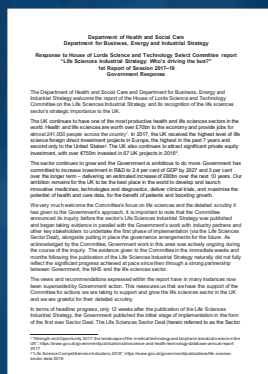 Department of Health and Social Care
Department for Business, Energy and Industrial Strategy
Response to House of Lords Science and Technology Select Committee report
"Life Sciences Industrial Strategy: Who's driving the bus?"
1st Report of Session 2017-19
Government Response
The Department of Health and Social Care and Department for Business, Energy and
Industrial Strategy welcome the report of the House of Lords Science and Technology
Committee on the Life Sciences Industrial Strategy and its recognition of the life sciences
sector's strategic importance to the UK.
The UK continues to have one of the most productive health and life sciences sectors in the
world. Health and life sciences are worth over £70bn to the economy and provide jobs for
almost 241,000 people across the country¹. In 2017, the UK received the highest level of life
science foreign direct investment projects in Europe, the highest in the past 7 years and
second only to the United States². The UK also continues to attract significant private equity
investment, with over €750m invested in 67 UK projects in 2016².
The sector continues to grow and the Government is ambitious to do more. Government has
committed to increase investment in R&D to 2.4 per cent of GDP by 2027 and 3 per cent
over the longer term – delivering an estimated increase of £80bn over the next 10 years. Our
ambition remains for the UK to be the best place in the world to develop and launch
innovative medicines, technologies and diagnostics, deliver clinical trials, and maximise the
potential of health and care data, for the benefit of patients and boosting growth.
We very much welcome the Committee's focus on life sciences and the detailed scrutiny it
has given to the Government's approach. It is important to note that the Committee
announced its inquiry before the sector's Life Sciences Industrial Strategy was published
and began taking evidence in parallel with the Government's work with industry partners and
other key stakeholders to undertake the first phase of implementation (via the Life Sciences
Sector Deal), alongside putting in place the governance arrangements for the future. As
acknowledged by the Committee, Government work in this area was actively ongoing during
the course of the inquiry. The evidence given to the Committee in the immediate weeks and
months following the publication of the Life Sciences Industrial Strategy naturally did not fully
reflect the significant progress achieved at pace since then through a strong partnership
between Government, the NHS and the life sciences sector.
The views and recommendations expressed within the report have in many instances now
been superseded by Government action. This reassures us that we have the support of the
Committee for actions we are taking to support and grow the life sciences sector in the UK
and we are grateful for their detailed scrutiny.
In terms of headline progress, only 12 weeks after the publication of the Life Sciences
Industrial Strategy, the Government published the initial stage of implementation in the form
of the first ever Sector Deal. The Life Sciences Sector Deal (herein referred to as the Sector